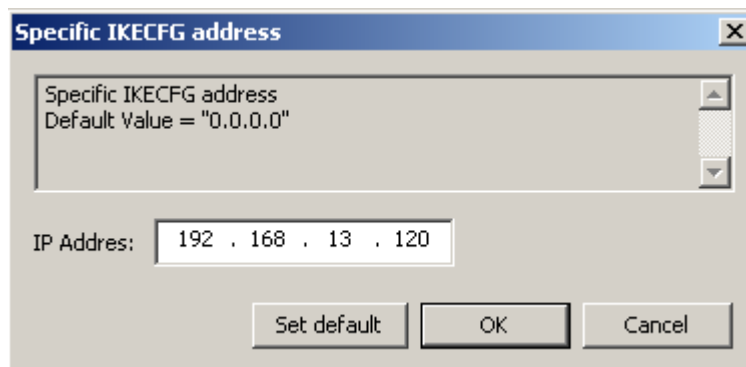 Specific IKECFG address
Specific IKECFG address
Default Value = "0.0.0.0"
IP Addres: 192 . 168 . 13 . 120
Set default OK Cancel